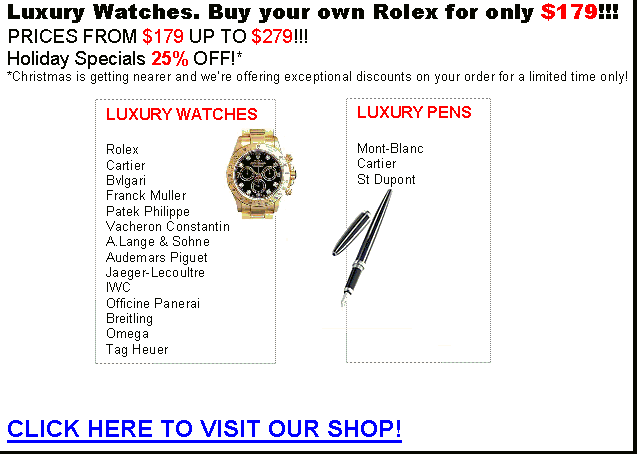 Luxury Watches. Buy your own Rolex for only $179!!!
PRICES FROM $179 UP TO $279!!!
Holiday Specials 25% OFF!*
*Christmas is getting nearer and we're offering exceptional discounts on your order for a limited time only!
LUXURY WATCHES
Rolex
Cartier
Bvlgari
Franck Muller
Patek Philippe
Vacheron Constantin
A.Lange & Sohne
Audemars Piguet
Jaeger-Lecoultre
IWC
Officine Panerai
Breitling
Omega
Tag Heuer
LUXURY PENS
Mont-Blanc
Cartier
St Dupont
CLICK HERE TO VISIT OUR SHOP!